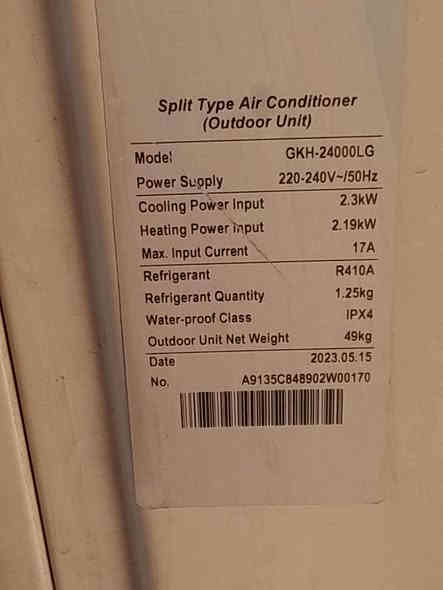 Split Type Air Conditioner
(Outdoor Unit)
Model GKH-24000LG
Power Supply 220-240V~/50Hz
Cooling Power Input 2.3kW
Heating Power Input 2.19kW
Max. Input Current 17A
Refrigerant R410A
Refrigerant Quantity 1.25kg
Water-proof Class IPX4
Outdoor Unit Net Weight 49kg
Date 2023.05.15
No. A9135C848902W00170